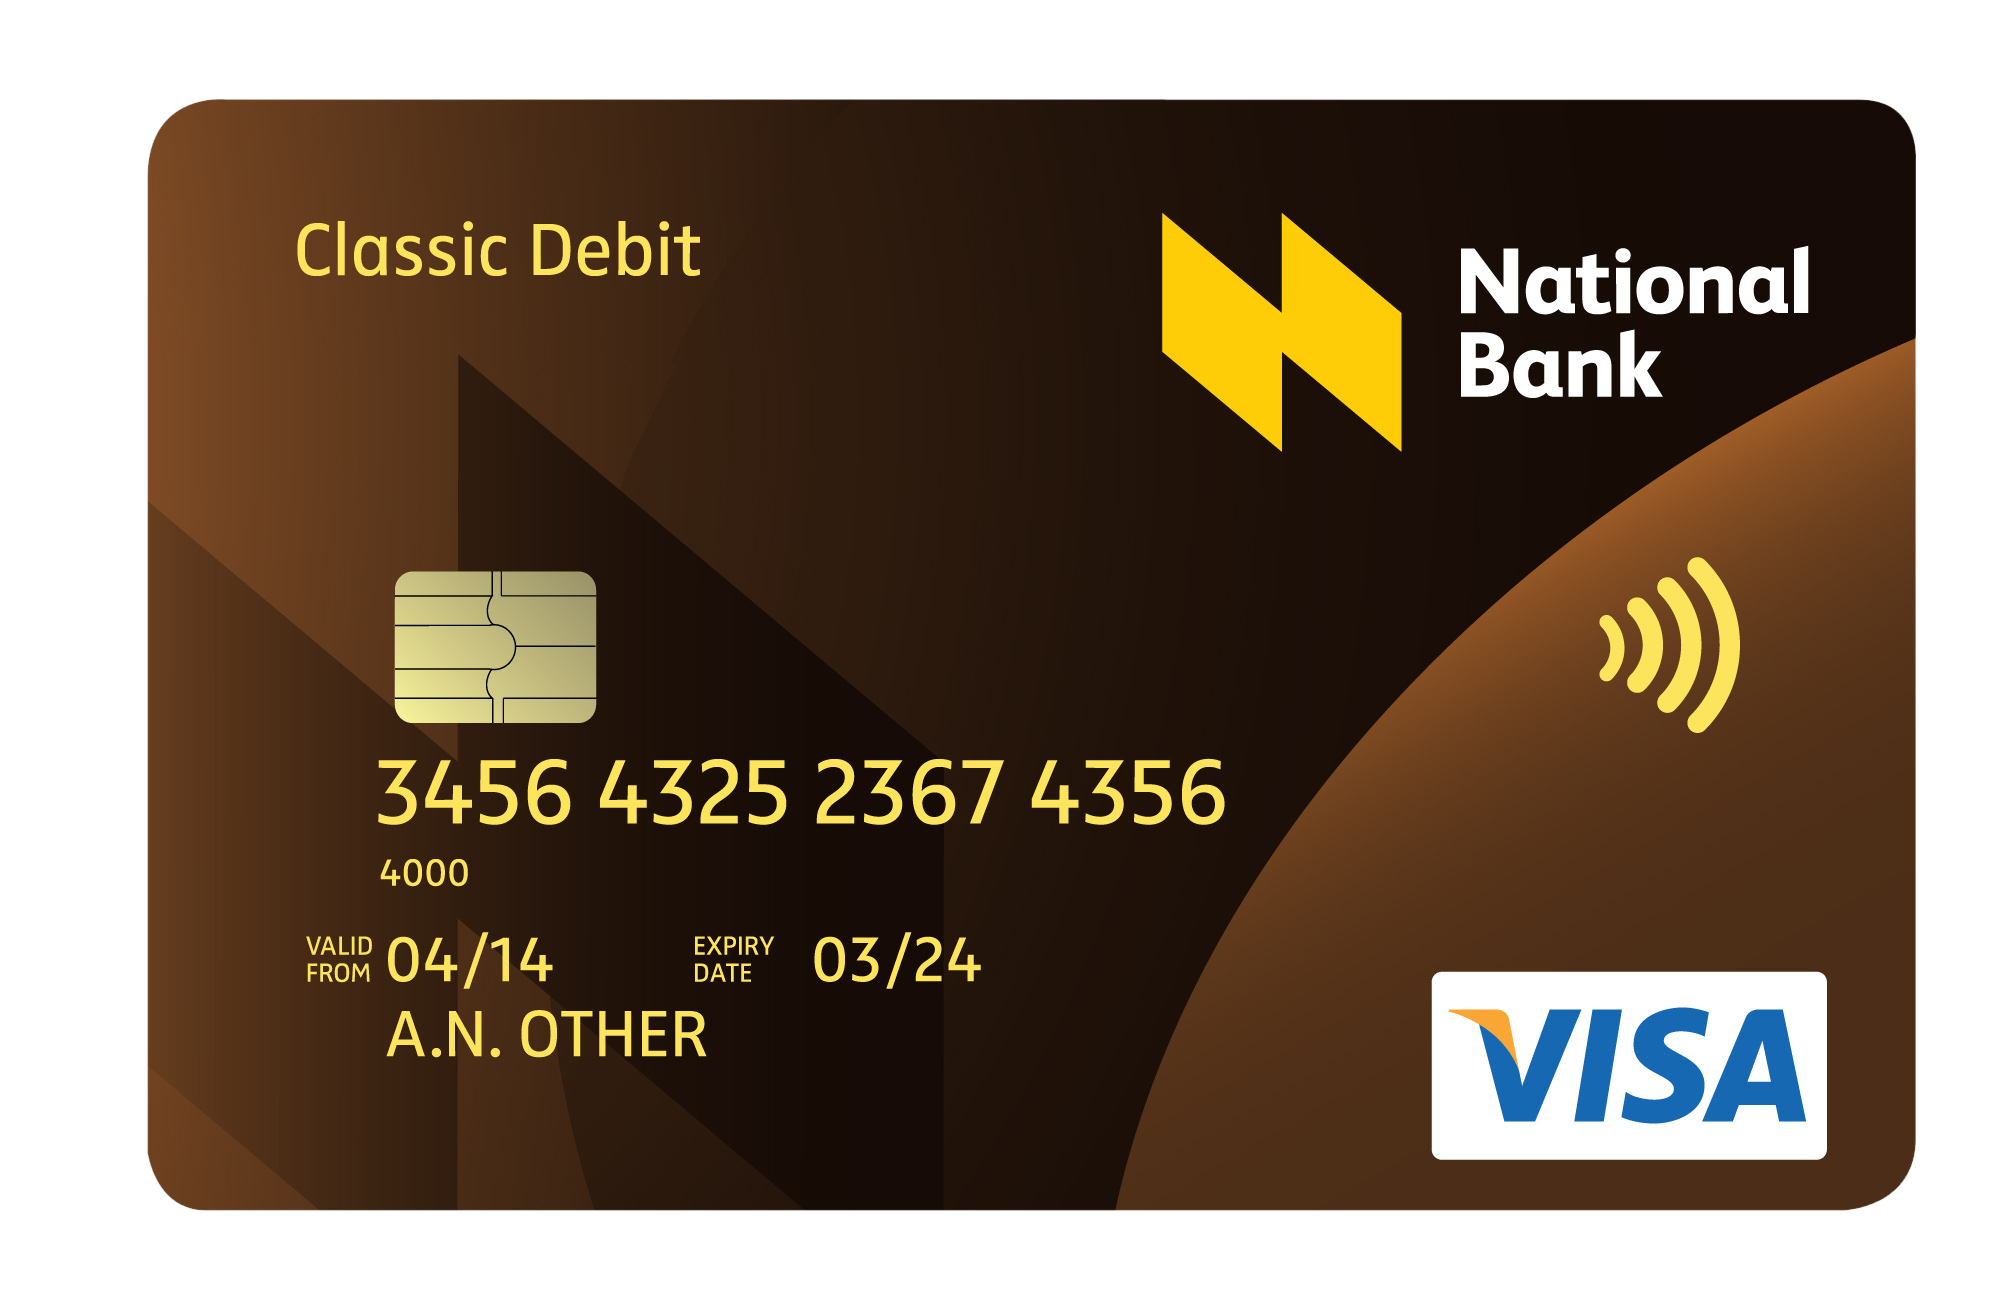 Classic Debit
National
Bank
3456 4325 2367 4356
4000
VALID FROM 04/14 EXPIRY DATE 03/24
A.N. OTHER
VISA